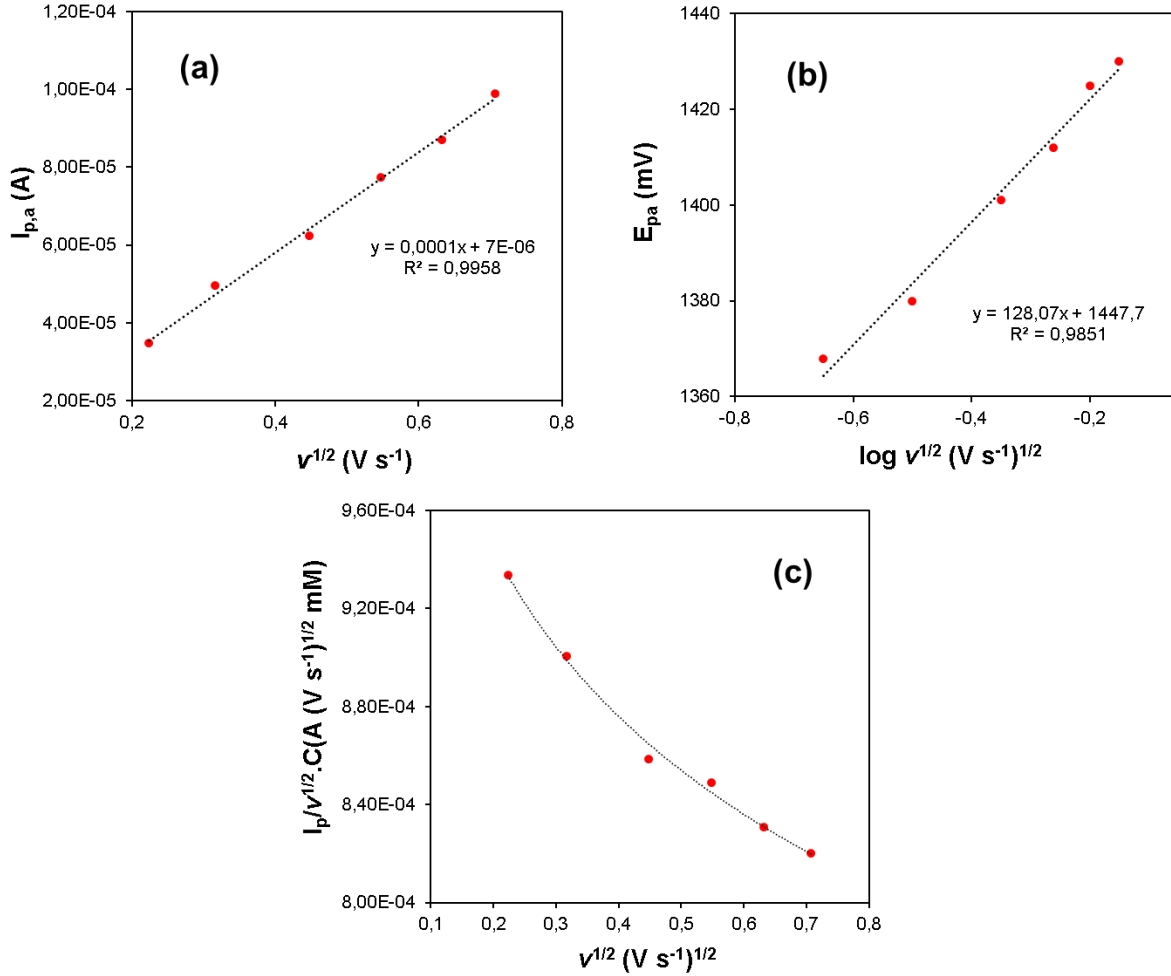 (a)
I_p,a (A)
1,20E-04
1,00E-04
8,00E-05
6,00E-05
4,00E-05
2,00E-05
y = 0,0001x + 7E-06
R² = 0,9958
0,2 0,4 0,6 0,8
v^1/2 (V s^-1)
(b)
E_pa (mV)
1440
1420
1400
1380
1360
y = 128,07x + 1447,7
R² = 0,9851
-0,8 -0,6 -0,4 -0,2
log v^1/2 (V s^-1)^1/2
(c)
I_p/v^1/2.C(A (V s^-1)^1/2 mM)
9,60E-04
9,20E-04
8,80E-04
8,40E-04
8,00E-04
0,1 0,2 0,3 0,4 0,5 0,6 0,7 0,8
v^1/2 (V s^-1)^1/2